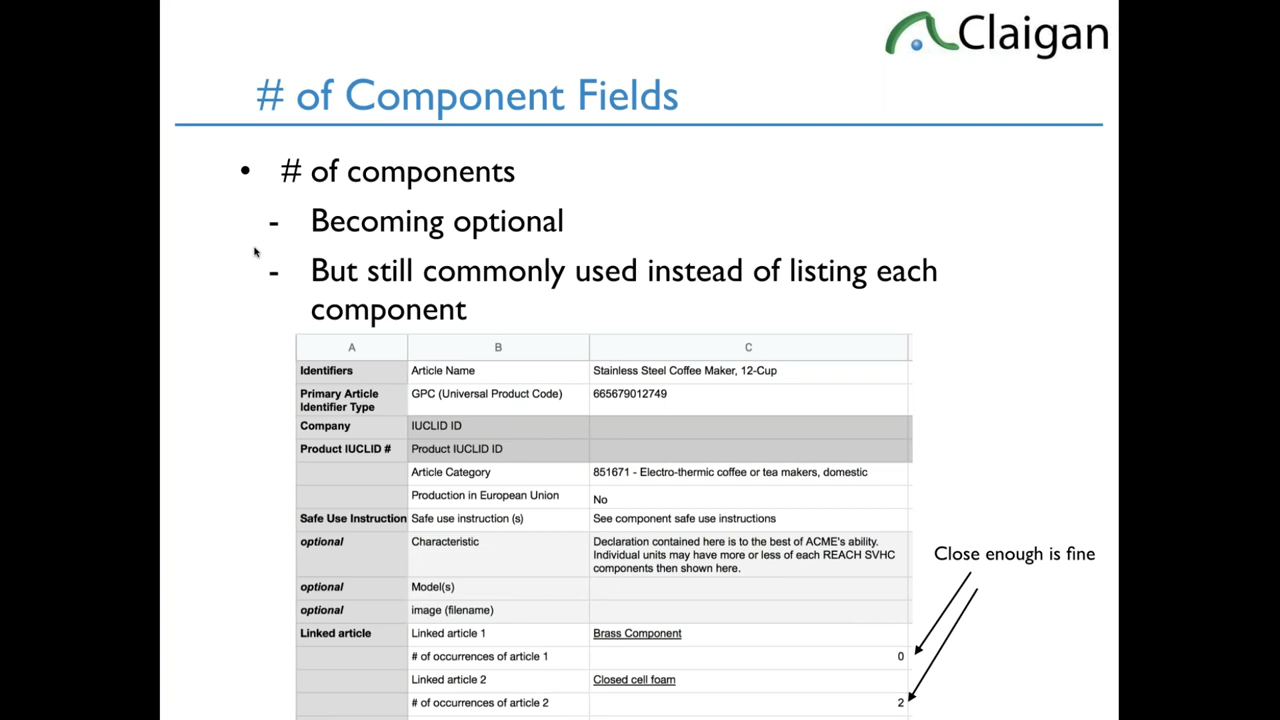 Claigan
# of Component Fields
• # of components
- Becoming optional
- But still commonly used instead of listing each
component
A B C
Identifiers Article Name Stainless Steel Coffee Maker, 12-Cup
Primary Article
Identifier Type GPC (Universal Product Code) 665679012749
Company IUCLID ID
Product IUCLID # Product IUCLID ID
Article Category 851671 - Electro-thermic coffee or tea makers, domestic
Production in European Union No
Safe Use Instruction Safe use instruction (s) See component safe use instructions
optional Characteristic Declaration contained here is to the best of ACME's ability.
Individual units may have more or less of each REACH SVHC
components then shown here.
Close enough is fine
optional Model(s)
optional image (filename)
Linked article Linked article 1 Brass Component
# of occurrences of article 1 0
Linked article 2 Closed cell foam
# of occurrences of article 2 2